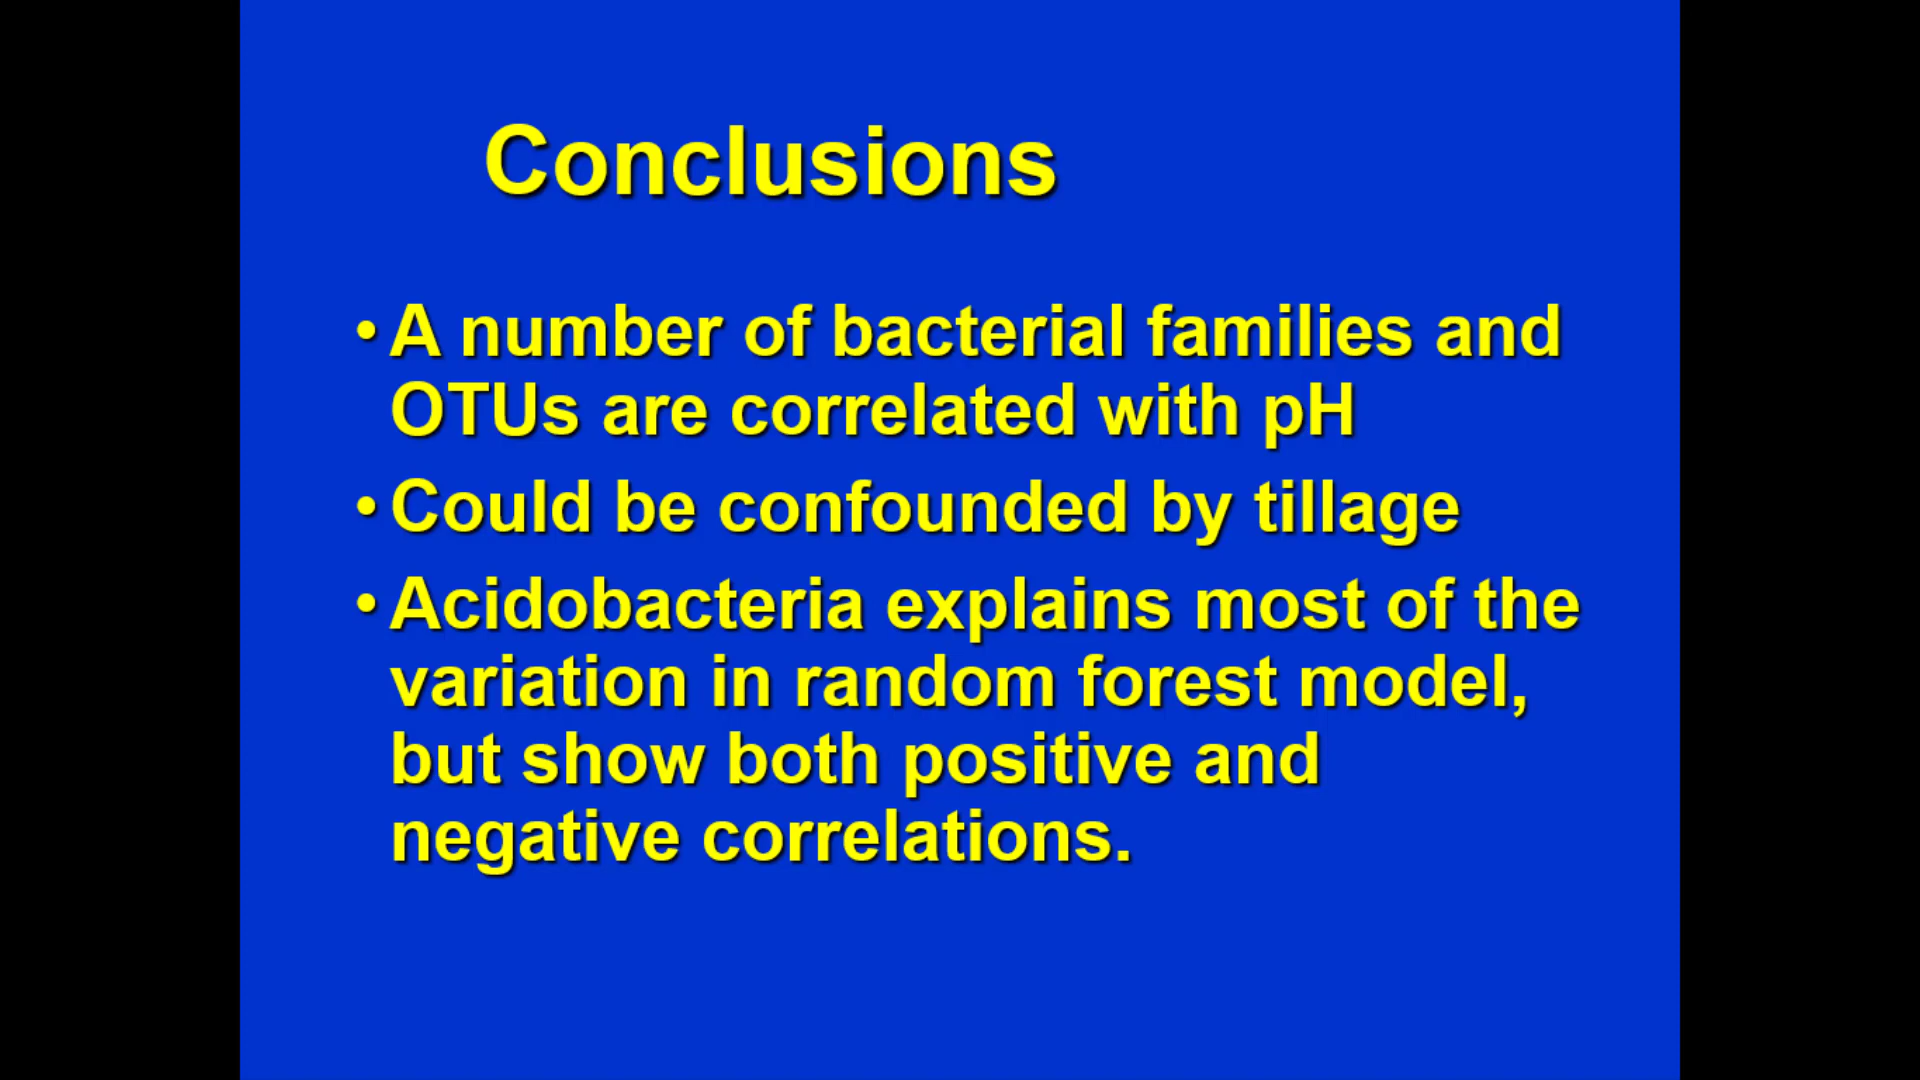 Conclusions
• A number of bacterial families and
OTUs are correlated with pH
• Could be confounded by tillage
• Acidobacteria explains most of the
variation in random forest model,
but show both positive and
negative correlations.